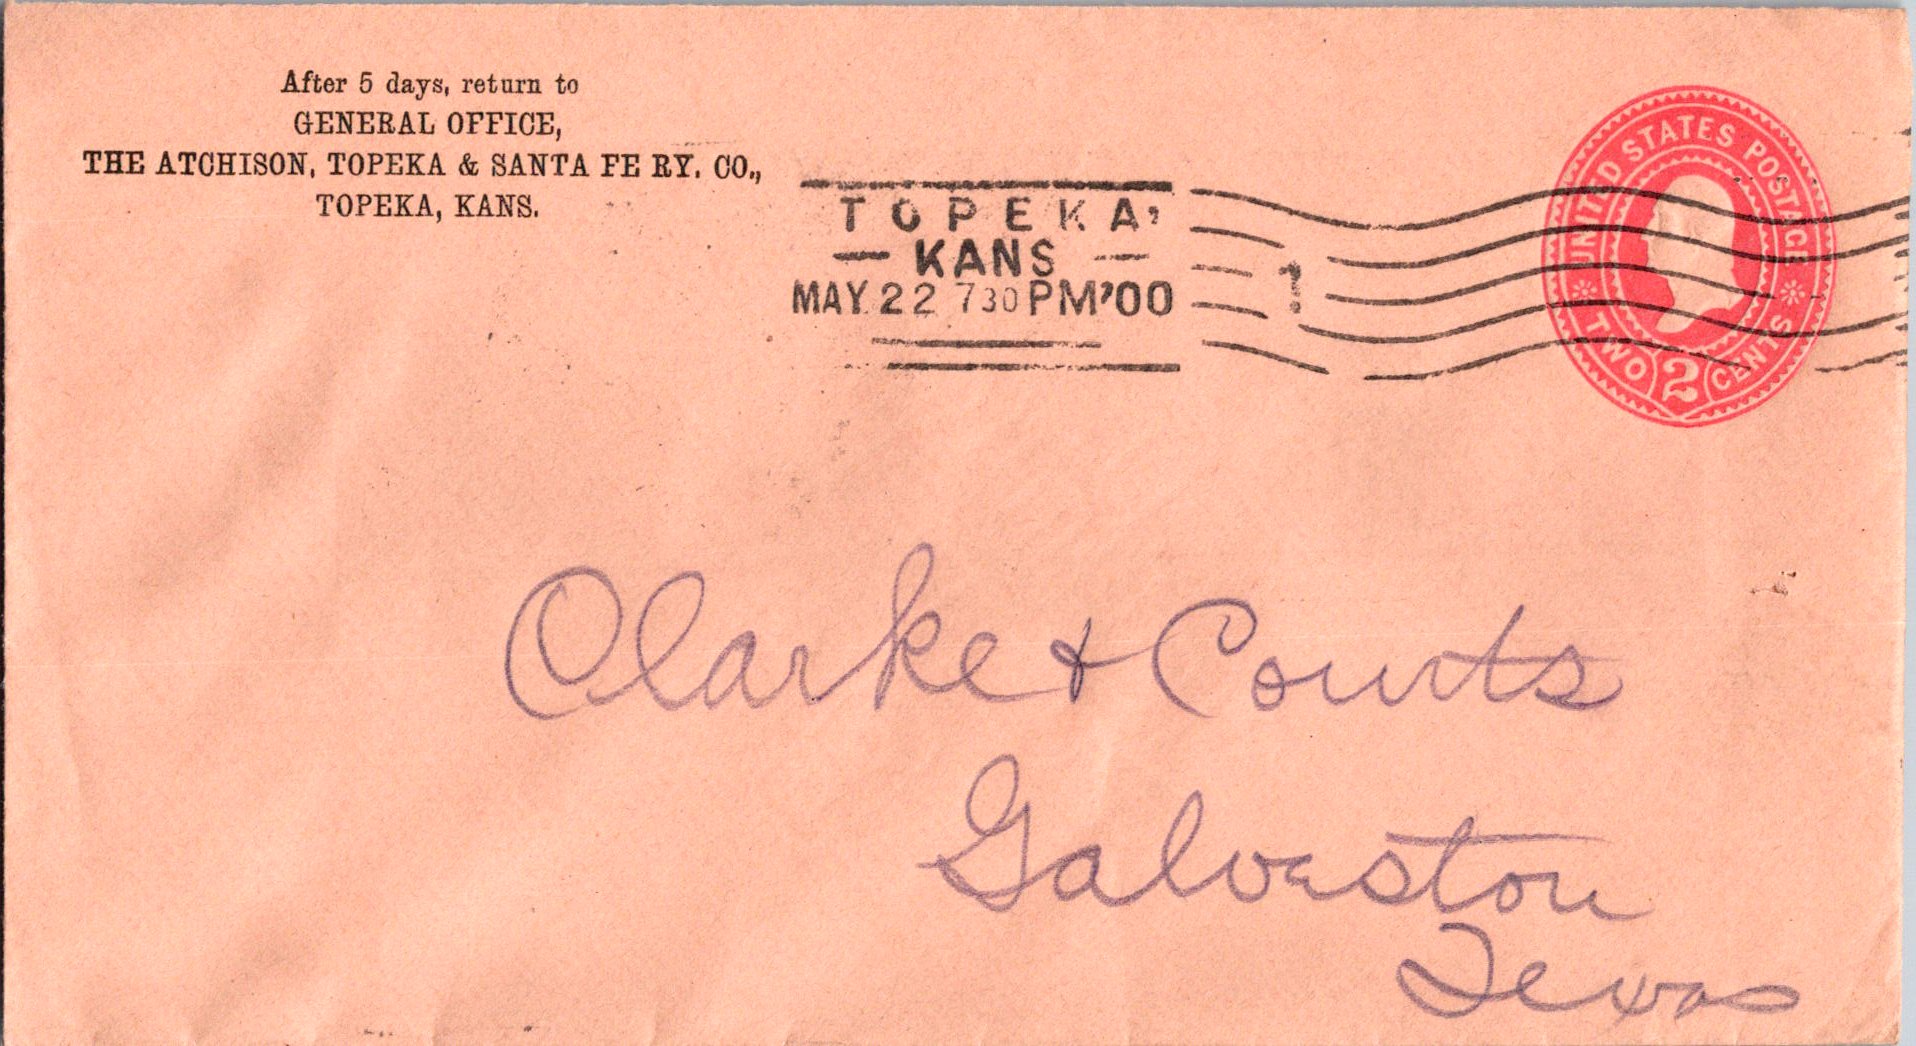 After 5 days, return to
GENERAL OFFICE,
THE ATCHISON, TOPEKA & SANTA FE RY. CO.,
TOPEKA, KANS.
TOPEKA,
KANS
MAY 22 730 PM '00
1
UNITED STATES POSTAGE
TWO 2 CENTS
Clarke & Courts
Galveston
Texas